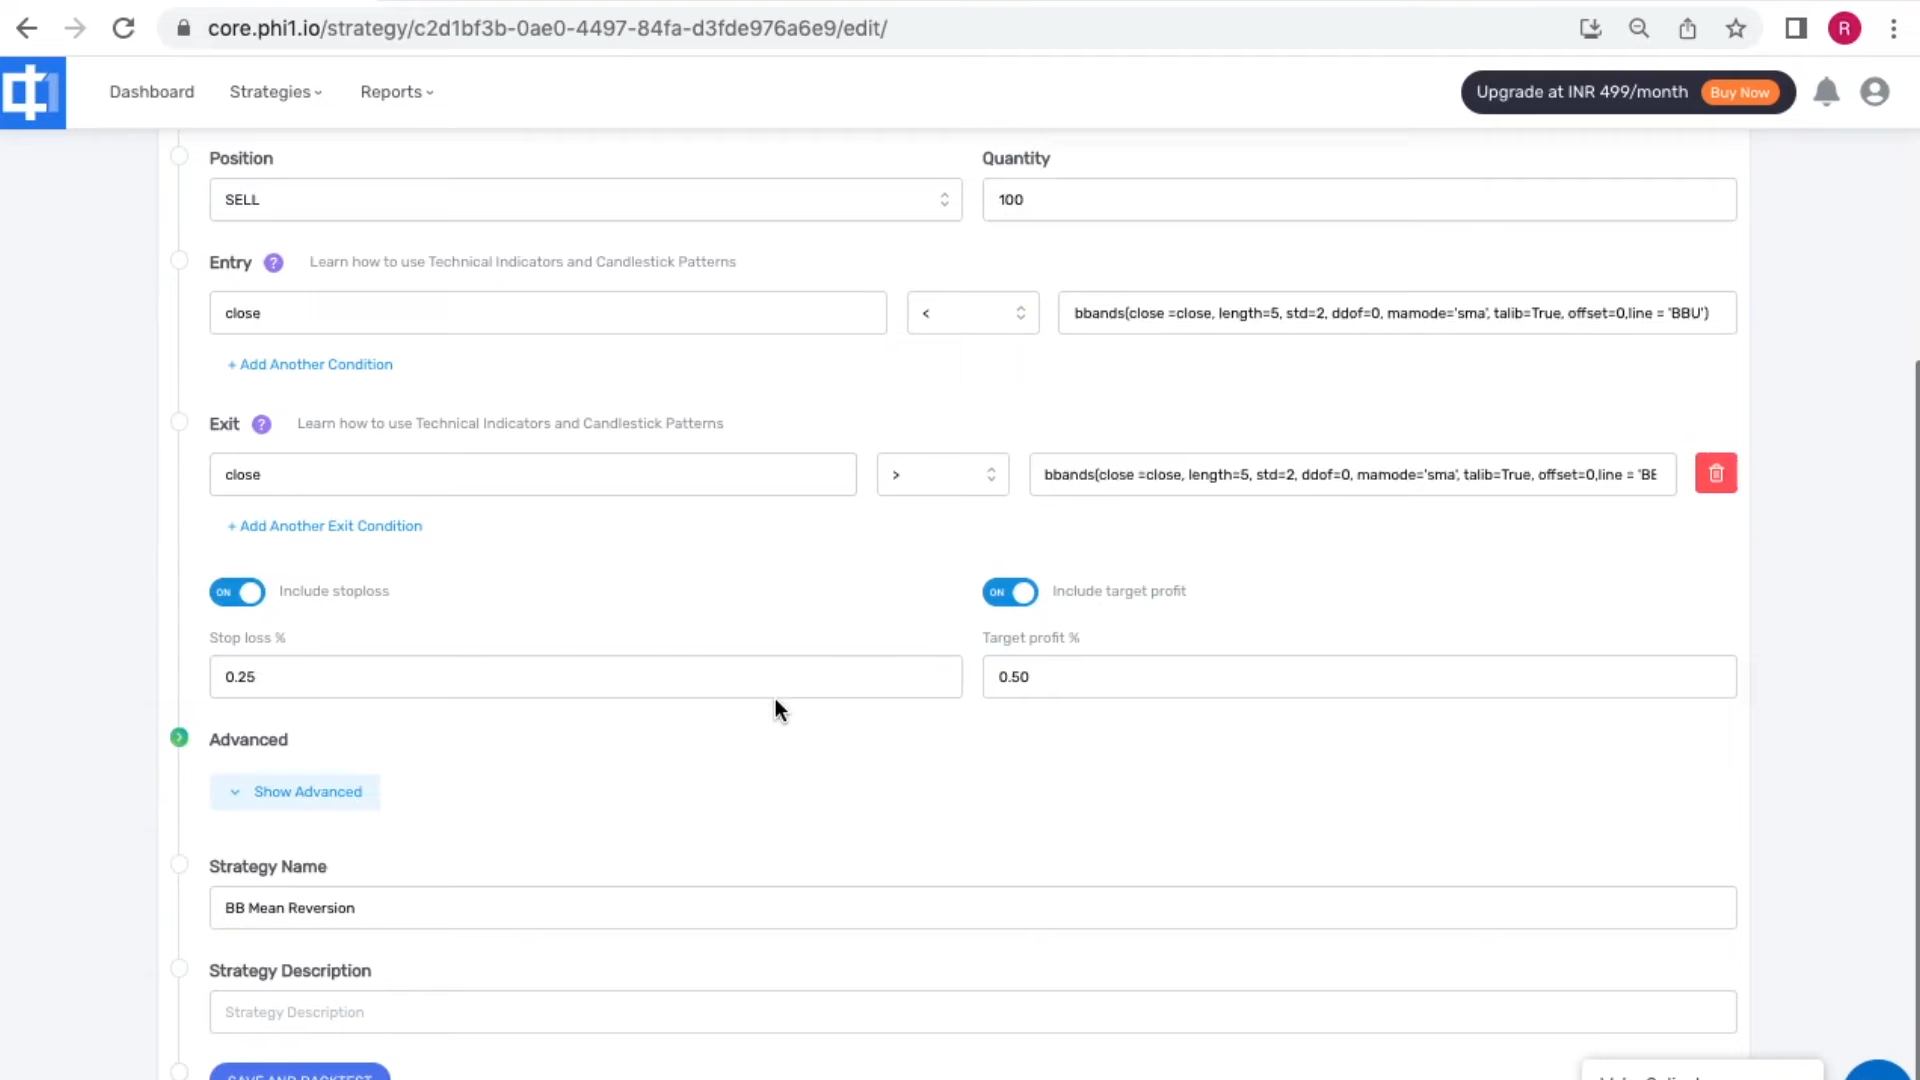 core.phi1.io/strategy/c2d1bf3b-0ae0-4497-84fa-d3fde976a6e9/edit/
R
Dashboard
Strategies
Reports
Upgrade at INR 499/month
Buy Now
Position
Quantity
SELL
100
Entry ? Learn how to use Technical Indicators and Candlestick Patterns
close
<
bbands(close =close, length=5, std=2, ddof=0, mamode='sma', talib=True, offset=0,line = 'BBU')
+ Add Another Condition
Exit ? Learn how to use Technical Indicators and Candlestick Patterns
close
>
bbands(close =close, length=5, std=2, ddof=0, mamode='sma', talib=True, offset=0,line = 'BE
+ Add Another Exit Condition
ON Include stoploss
ON Include target profit
Stop loss %
Target profit %
0.25
0.50
Advanced
Show Advanced
Strategy Name
BB Mean Reversion
Strategy Description
Strategy Description
SAVE AND BACKTEST